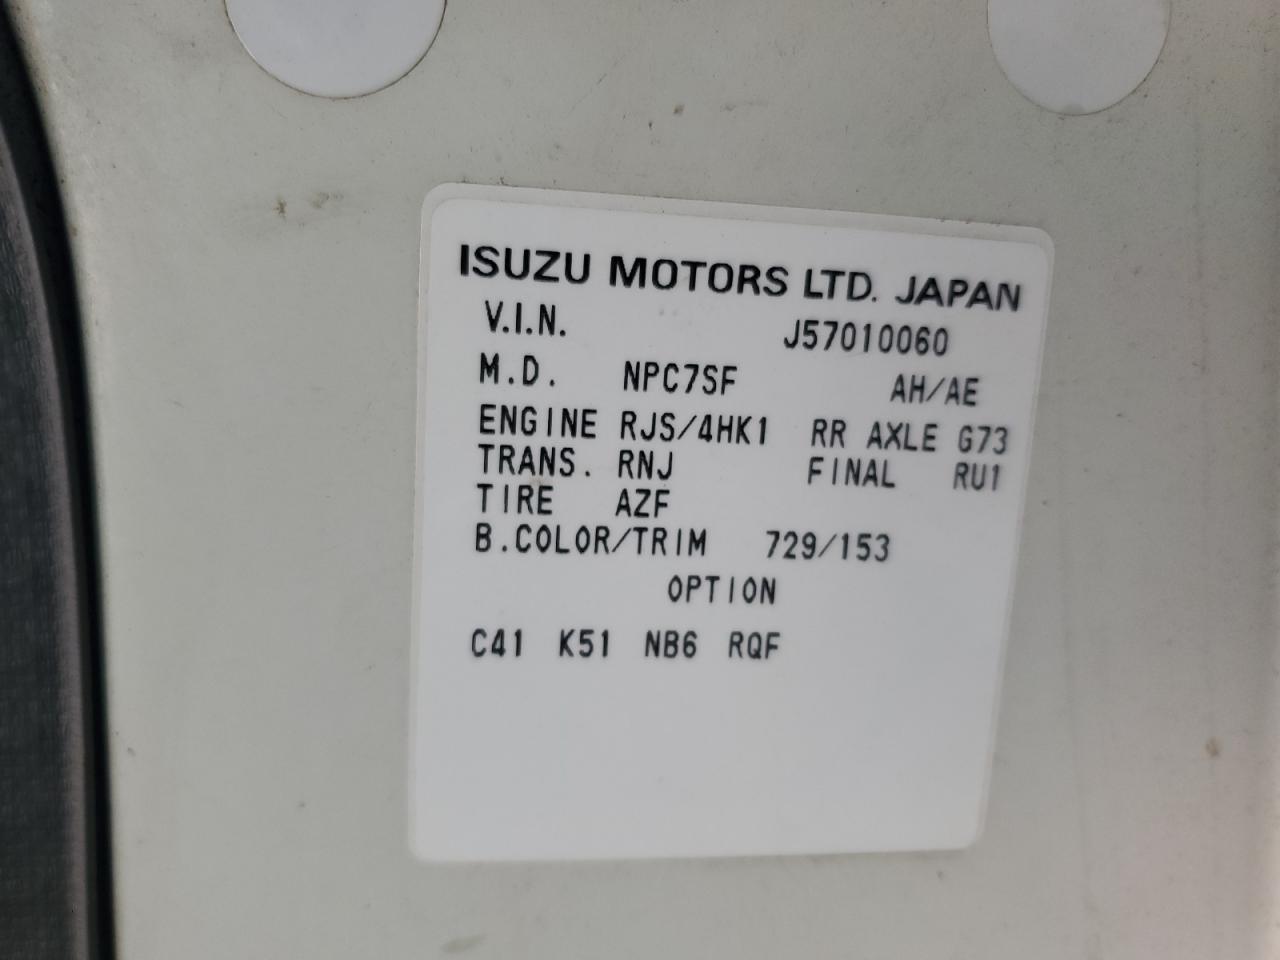 ISUZU MOTORS LTD. JAPAN
V.I.N. J57010060
M.D. NPC7SF AH/AE
ENGINE RJS/4HK1 RR AXLE G73
TRANS. RNJ FINAL RU1
TIRE AZF
B.COLOR/TRIM 729/153
OPTION
C41 K51 NB6 RQF